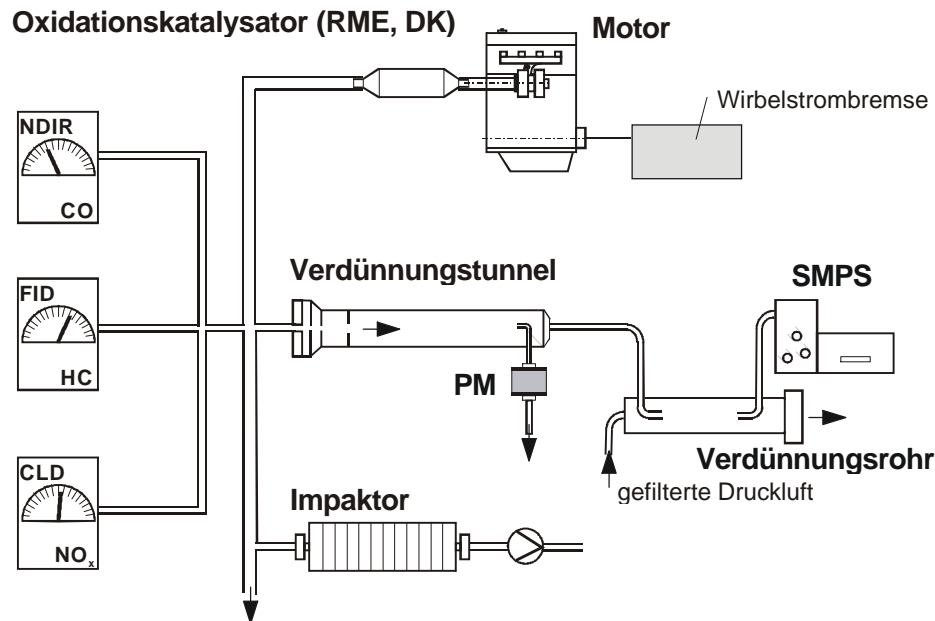 Oxidationskatalysator (RME, DK)
Motor
Wirbelstrombremse
NDIR
CO
Verdünnungstunnel
SMPS
FID
HC
PM
Verdünnungsrohr
gefilterte Druckluft
CLD
NOx
Impaktor